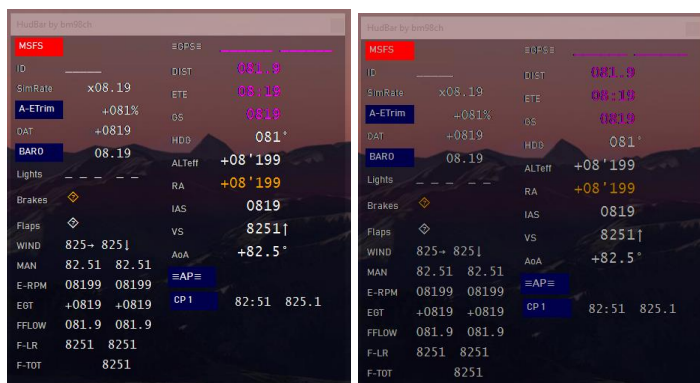 HudBar by bm98ch
MSFS
≡GPS≡
ID
DIST 081.9
SimRate x08.19
ETE 08:19
A-ETrim +081%
GS 0819
OAT +0819
HDG 081°
BARO 08.19
ALTeff +08'199
Lights
RA +08'199
Brakes
IAS 0819
Flaps
VS 8251↑
WIND 825→ 825↓
AoA +82.5°
MAN 82.51 82.51
≡AP≡
E-RPM 08199 08199
CP 1 82:51 825.1
EGT +0819 +0819
FFLOW 081.9 081.9
F-LR 8251 8251
F-TOT 8251
HudBar by bm98ch
MSFS
≡GPS≡
ID
DIST 081.9
SimRate x08.19
ETE 08:19
A-ETrim +081%
GS 0819
OAT +0819
HDG 081°
BARO 08.19
ALTeff +08'199
Lights
RA +08'199
Brakes
IAS 0819
Flaps
VS 8251↑
WIND 825→ 825↓
AoA +82.5°
MAN 82.51 82.51
≡AP≡
E-RPM 08199 08199
CP 1 82:51 825.1
EGT +0819 +0819
FFLOW 081.9 081.9
F-LR 8251 8251
F-TOT 8251